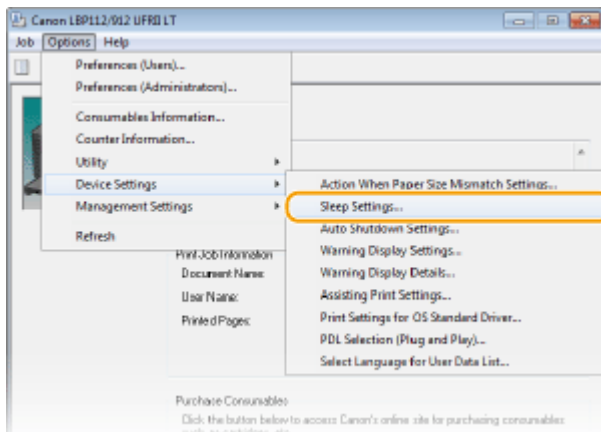 Canon LBP112/912 UFRII LT
Job Options Help
Preferences (Users)...
Preferences (Administrators)...
Consumables Information...
Counter Information...
Utility
Device Settings
Management Settings
Refresh
Action When Paper Size Mismatch Settings...
Sleep Settings...
Auto Shutdown Settings...
Warning Display Settings...
Warning Display Details...
Assisting Print Settings...
Print Settings for OS Standard Driver...
PDL Selection (Plug and Play)...
Select Language for User Data List...
Print Job Information
Document Name:
User Name:
Printed Pages:
Purchase Consumables
Click the button below to access Canon's online site for purchasing consumables